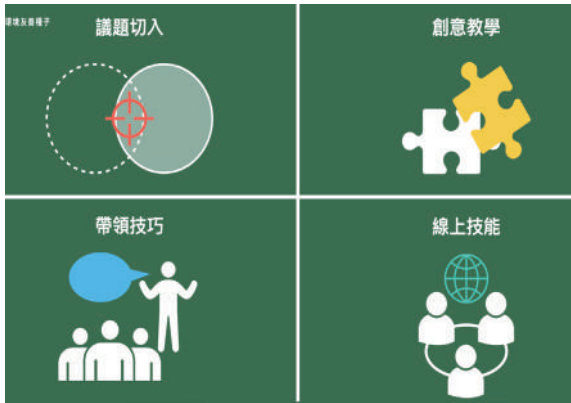 環境友善種子
議題切入
創意教學
帶領技巧
線上技能